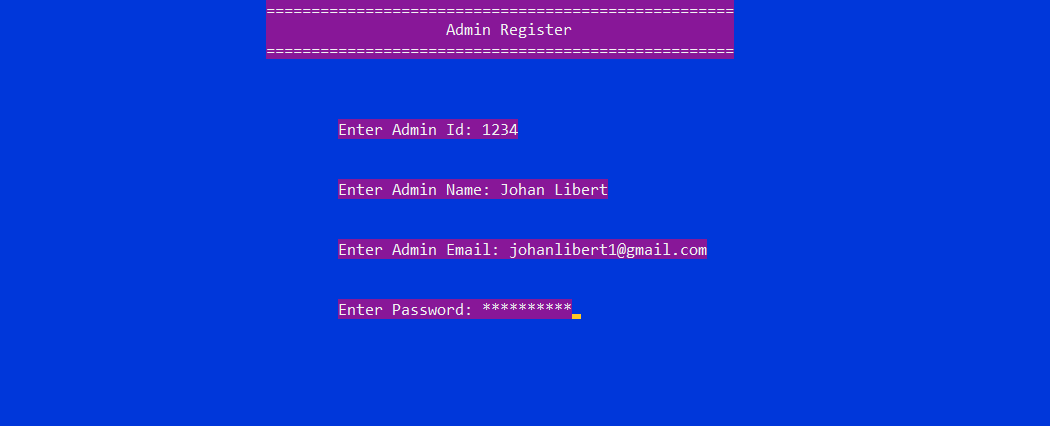 ====================================================
Admin Register
====================================================
Enter Admin Id: 1234
Enter Admin Name: Johan Libert
Enter Admin Email: johanlibert1@gmail.com
Enter Password: **********